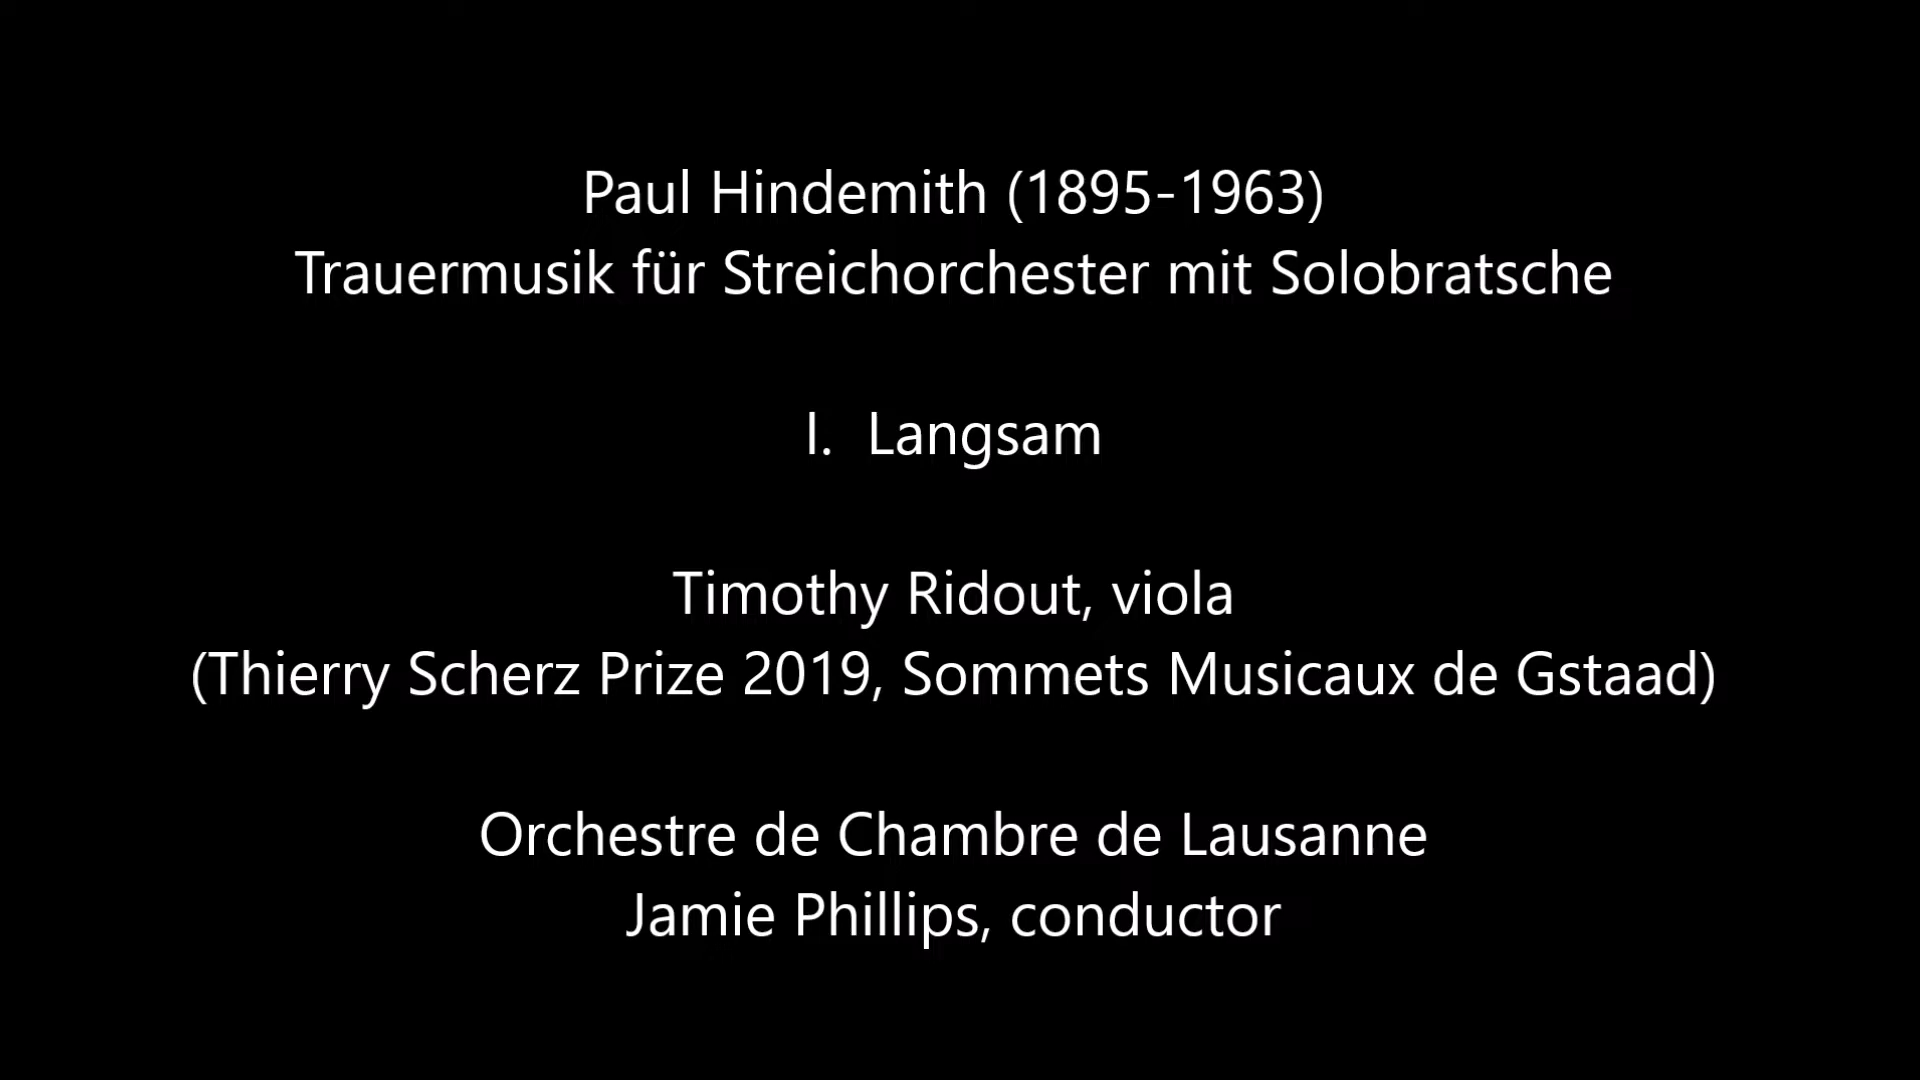 Paul Hindemith (1895-1963)
Trauermusik für Streichorchester mit Solobratsche
I. Langsam
Timothy Ridout, viola
(Thierry Scherz Prize 2019, Sommets Musicaux de Gstaad)
Orchestre de Chambre de Lausanne
Jamie Phillips, conductor